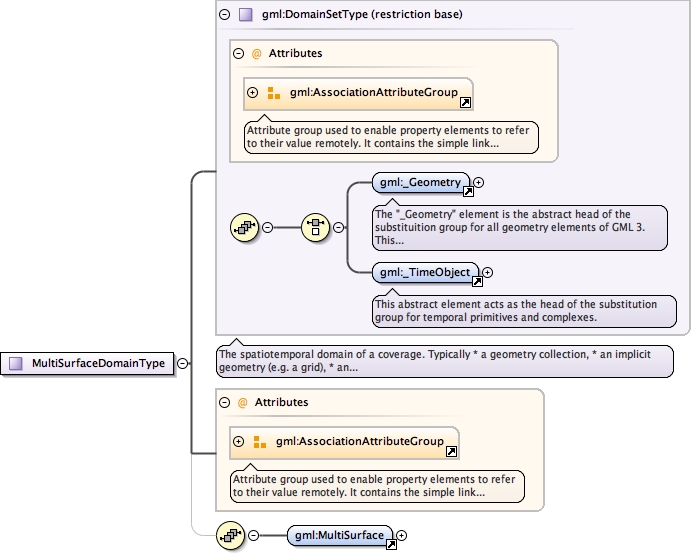 gml:DomainSetType (restriction base)
@ Attributes
gml:AssociationAttributeGroup
Attribute group used to enable property elements to refer
to their value remotely. It contains the simple link...
gml:_Geometry
The "_Geometry" element is the abstract head of the
substituition group for all geometry elements of GML 3.
This...
gml:_TimeObject
This abstract element acts as the head of the substitution
group for temporal primitives and complexes.
MultiSurfaceDomainType
The spatiotemporal domain of a coverage. Typically * a geometry collection, * an implicit
geometry (e.g. a grid), * an...
@ Attributes
gml:AssociationAttributeGroup
Attribute group used to enable property elements to refer
to their value remotely. It contains the simple link...
gml:MultiSurface